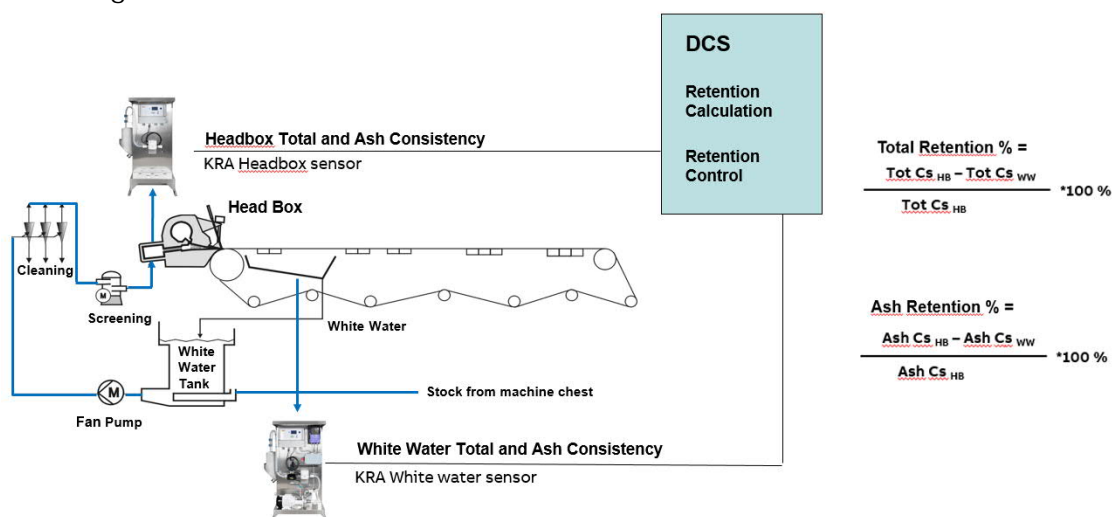 DCS
Retention
Calculation
Retention
Control
Headbox Total and Ash Consistency
KRA Headbox sensor
Head Box
Cleaning
M
Screening
White Water
White
Water
Tank
M
Fan Pump
Stock from machine chest
White Water Total and Ash Consistency
KRA White water sensor
Total Retention % =
Tot Cs HB – Tot Cs WW
*100 %
Tot Cs HB
Ash Retention % =
Ash Cs HB – Ash Cs WW
*100 %
Ash Cs HB